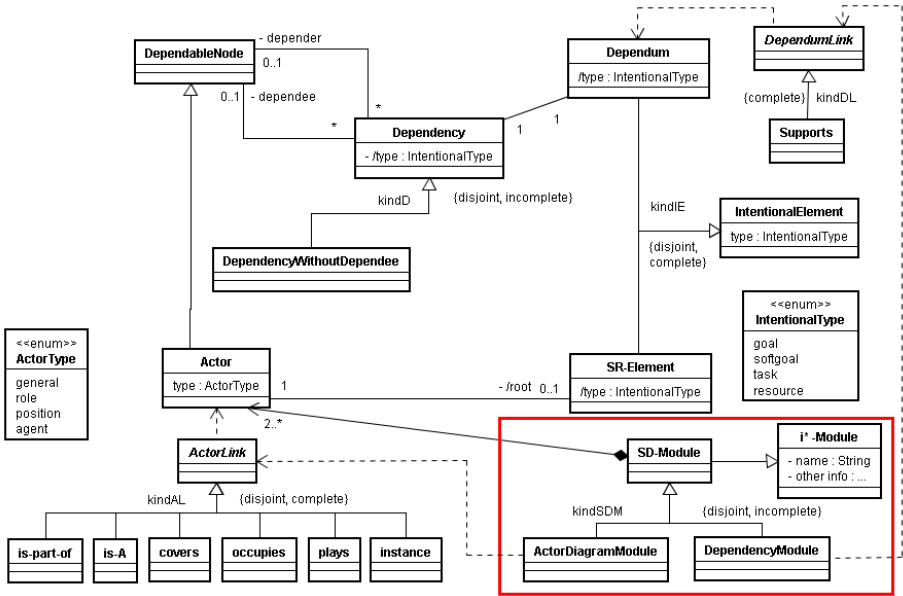 - depender
DependableNode
0..1
0..1
- dependee
*
*
Dependum
/type : IntentionalType
DependumLink
{complete}
kindDL
Supports
1
1
Dependency
- /type : IntentionalType
kindD
{disjoint, incomplete}
DependencyWithoutDependee
kindIE
{disjoint,
complete}
IntentionalElement
type : IntentionalType
<<enum>>
IntentionalType
goal
softgoal
task
resource
<<enum>>
ActorType
general
role
position
agent
Actor
type : ActorType
1
- /root
0..1
SR-Element
/type : IntentionalType
2..*
ActorLink
kindAL
{disjoint, complete}
is-part-of
is-A
covers
occupies
plays
instance
SD-Module
i* -Module
- name : String
- other info : ...
kindSDM
{disjoint, incomplete}
ActorDiagramModule
DependencyModule